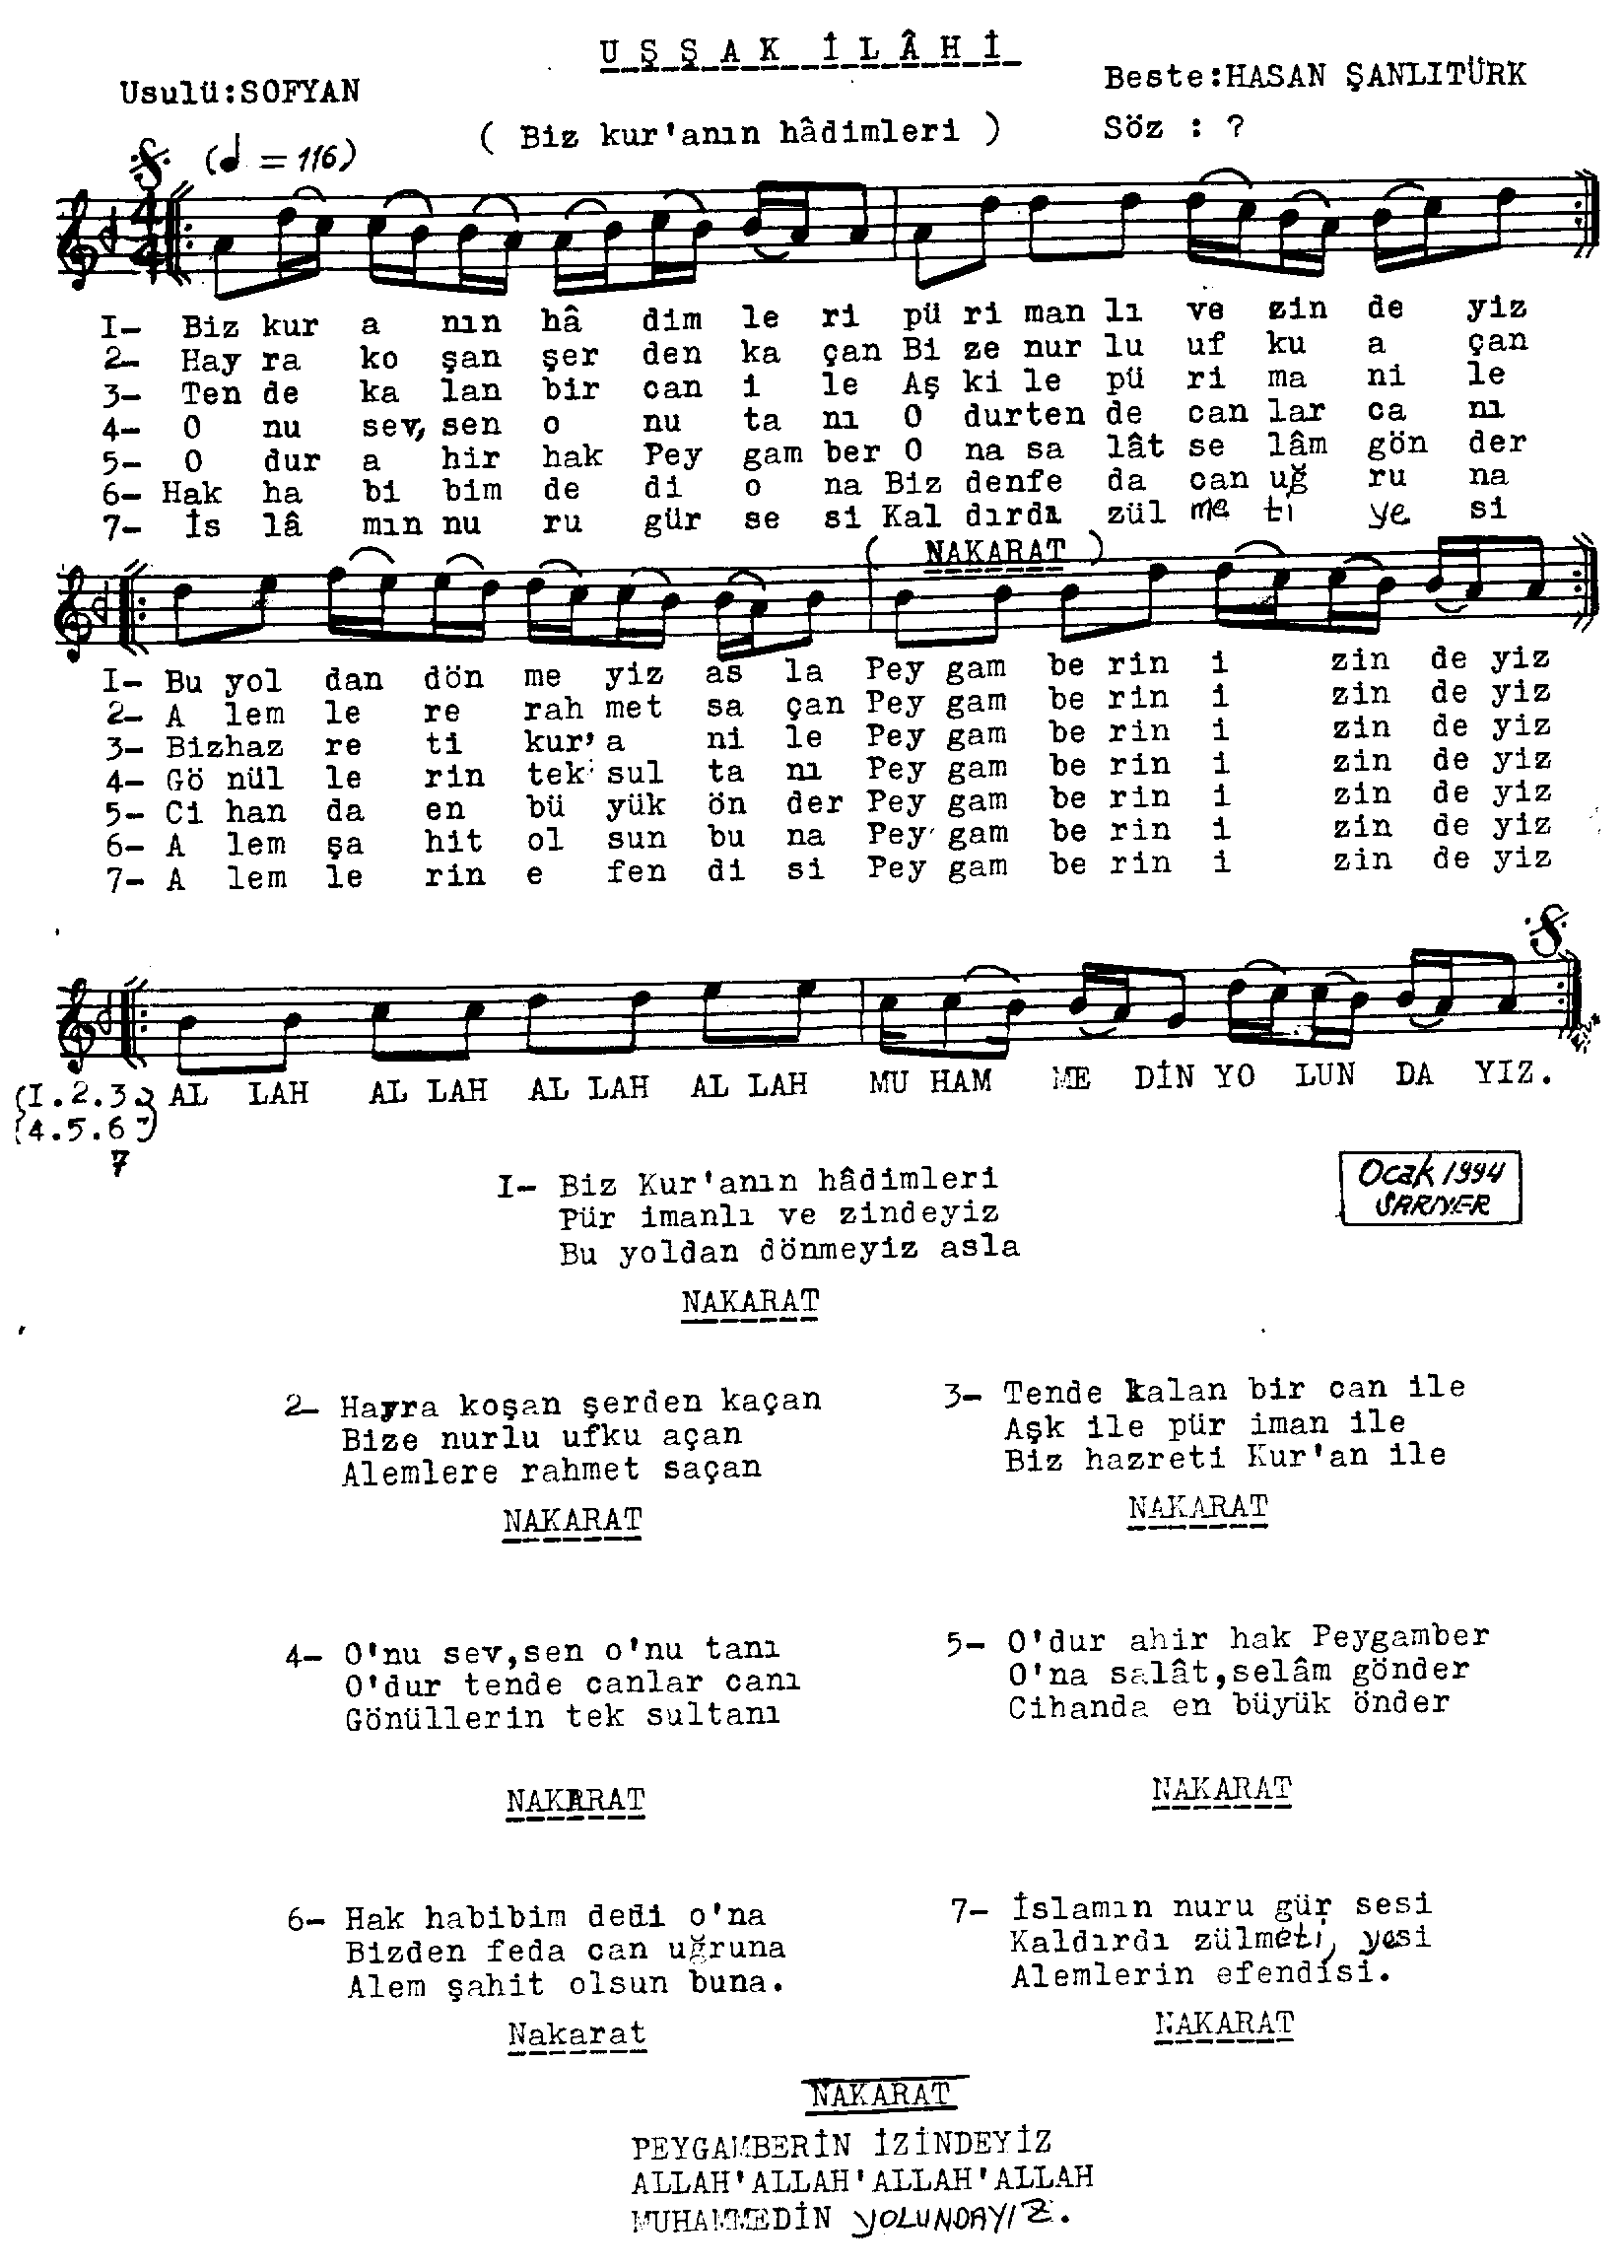 UŞŞAK İLÂHİ
Usulü:SOFYAN
Beste:HASAN ŞANLITÜRK
( Biz kur'anın hâdimleri )
Söz : ?
(♩ = 116)
4/4
I- Biz kur a nın hâ dim le ri pü ri man lı ve zin de yiz
2- Hay ra ko şan şer den ka çan Bi ze nur lu uf ku a çan
3- Ten de ka lan bir can i le Aş ki le pü ri ma ni le
4- O nu sev, sen o nu ta nı O durten de can lar ca nı
5- O dur a hir hak Pey gam ber O na sa lât se lâm gön der
6- Hak ha bi bim de di o na Biz denfe da can uğ ru na
7- İs lâ mın nu ru gür se si Kal dırdı zül me ti ye si
( NAKARAT )
I- Bu yol dan dön me yiz as la Pey gam be rin i zin de yiz
2- A lem le re rah met sa çan Pey gam be rin i zin de yiz
3- Bizhaz re ti kur' a ni le Pey gam be rin i zin de yiz
4- Gö nül le rin tek sul ta nı Pey gam be rin i zin de yiz
5- Ci han da en bü yük ön der Pey gam be rin i zin de yiz
6- A lem şa hit ol sun bu na Pey gam be rin i zin de yiz
7- A lem le rin e fen di si Pey gam be rin i zin de yiz
(I.2.3.) AL LAH AL LAH AL LAH AL LAH MU HAM ME DİN YO LUN DA YIZ.
(4.5.6)
7
Ocak 1994
SARIYER
I- Biz Kur'anın hâdimleri
Pür imanlı ve zindeyiz
Bu yoldan dönmeyiz asla
NAKARAT
2- Hayra koşan şerden kaçan
Bize nurlu ufku açan
Alemlere rahmet saçan
NAKARAT
3- Tende kalan bir can ile
Aşk ile pür iman ile
Biz hazreti Kur'an ile
NAKARAT
4- O'nu sev,sen o'nu tanı
O'dur tende canlar canı
Gönüllerin tek sultanı
NAKARAT
5- O'dur ahir hak Peygamber
O'na salât,selâm gönder
Cihanda en büyük önder
NAKARAT
6- Hak habibim dedi o'na
Bizden feda can uğruna
Alem şahit olsun buna.
Nakarat
7- İslamın nuru gür sesi
Kaldırdı zülmeti, yesi
Alemlerin efendisi.
NAKARAT
NAKARAT
PEYGAMBERİN İZİNDEYİZ
ALLAH'ALLAH'ALLAH'ALLAH
MUHAMMEDİN YOLUNDAYIZ.